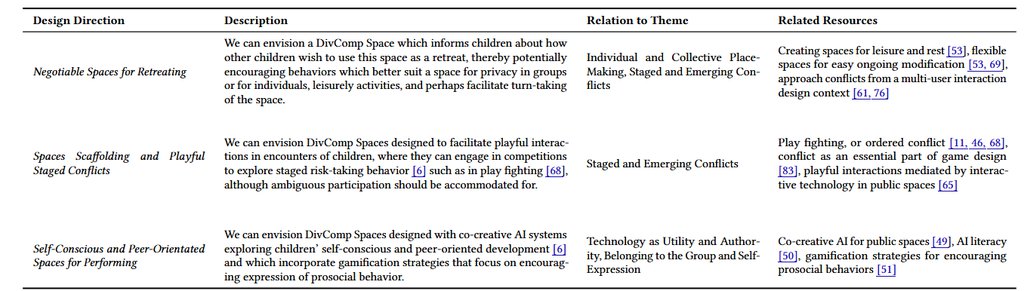 Design Direction Description Relation to Theme Related Resources
Negotiable Spaces for Retreating
We can envision a DivComp Space which informs children about how
other children wish to use this space as a retreat, thereby potentially
encouraging behaviors which better suit a space for privacy in groups
or for individuals, leisurely activities, and perhaps facilitate turn-taking
of the space.
Individual and Collective Place-
Making, Staged and Emerging Con-
flicts
Creating spaces for leisure and rest [53], flexible
spaces for easy ongoing modification [53, 69],
approach conflicts from a multi-user interaction
design context [61, 76]
Spaces Scaffolding and Playful
Staged Conflicts
We can envision DivComp Spaces designed to facilitate playful interac-
tions in encounters of children, where they can engage in competitions
to explore staged risk-taking behavior [6] such as in play fighting [68],
although ambiguous participation should be accommodated for.
Staged and Emerging Conflicts
Play fighting, or ordered conflict [11, 46, 68],
conflict as an essential part of game design
[83], playful interactions mediated by interac-
tive technology in public spaces [65]
Self-Conscious and Peer-Orientated
Spaces for Performing
We can envision DivComp Spaces designed with co-creative AI systems
exploring children' self-conscious and peer-oriented development [6]
and which incorporate gamification strategies that focus on encourag-
ing expression of prosocial behavior.
Technology as Utility and Author-
ity, Belonging to the Group and Self-
Expression
Co-creative AI for public spaces [49], AI literacy
[50], gamification strategies for encouraging
prosocial behaviors [51]